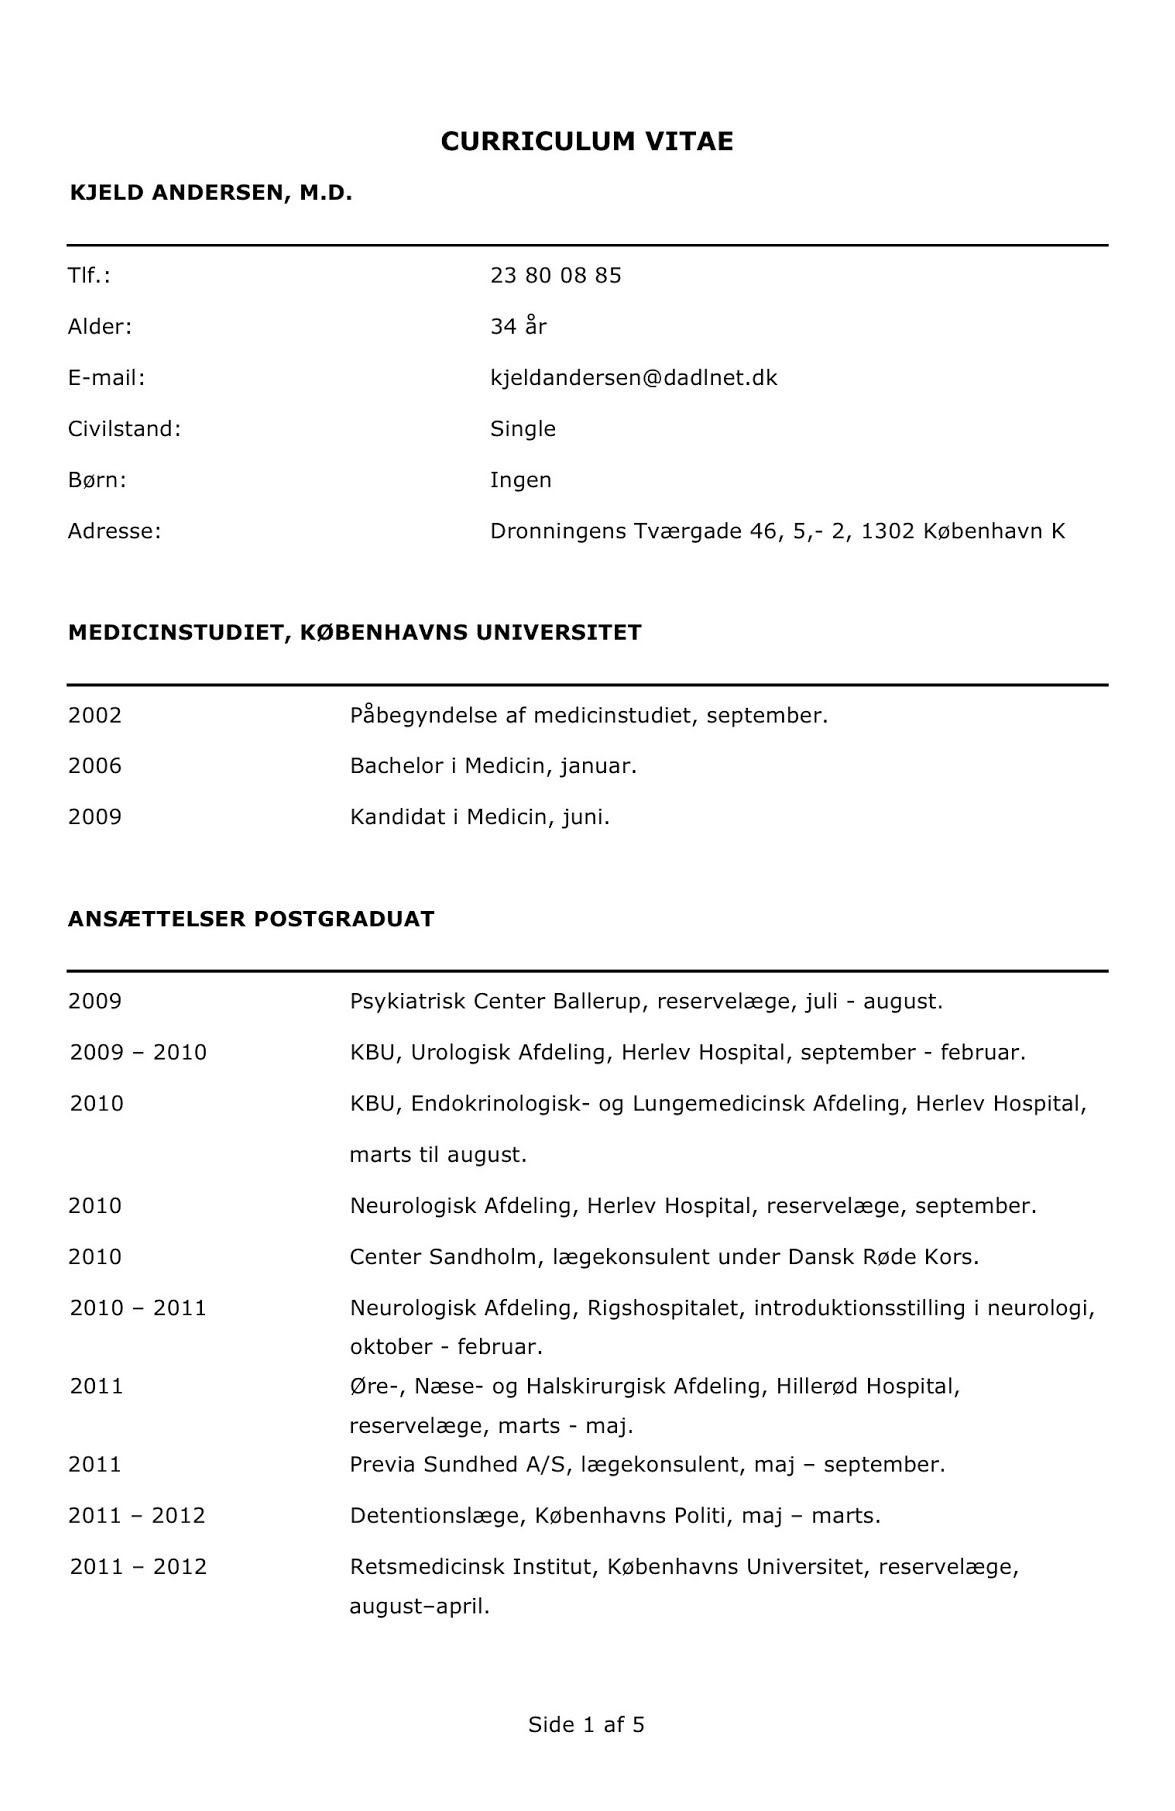 CURRICULUM VITAE
KJELD ANDERSEN, M.D.
Tlf.: 23 80 08 85
Alder: 34 år
E-mail: kjeldandersen@dadlnet.dk
Civilstand: Single
Børn: Ingen
Adresse: Dronningens Tværgade 46, 5,- 2, 1302 København K
MEDICINSTUDIET, KØBENHAVNS UNIVERSITET
2002 Påbegyndelse af medicinstudiet, september.
2006 Bachelor i Medicin, januar.
2009 Kandidat i Medicin, juni.
ANSÆTTELSER POSTGRADUAT
2009 Psykiatrisk Center Ballerup, reservelæge, juli - august.
2009 – 2010 KBU, Urologisk Afdeling, Herlev Hospital, september - februar.
2010 KBU, Endokrinologisk- og Lungemedicinsk Afdeling, Herlev Hospital,
marts til august.
2010 Neurologisk Afdeling, Herlev Hospital, reservelæge, september.
2010 Center Sandholm, lægekonsulent under Dansk Røde Kors.
2010 – 2011 Neurologisk Afdeling, Rigshospitalet, introduktionsstilling i neurologi,
oktober - februar.
2011 Øre-, Næse- og Halskirurgisk Afdeling, Hillerød Hospital,
reservelæge, marts - maj.
2011 Previa Sundhed A/S, lægekonsulent, maj – september.
2011 – 2012 Detentionslæge, Københavns Politi, maj – marts.
2011 – 2012 Retsmedicinsk Institut, Københavns Universitet, reservelæge,
august–april.
Side 1 af 5